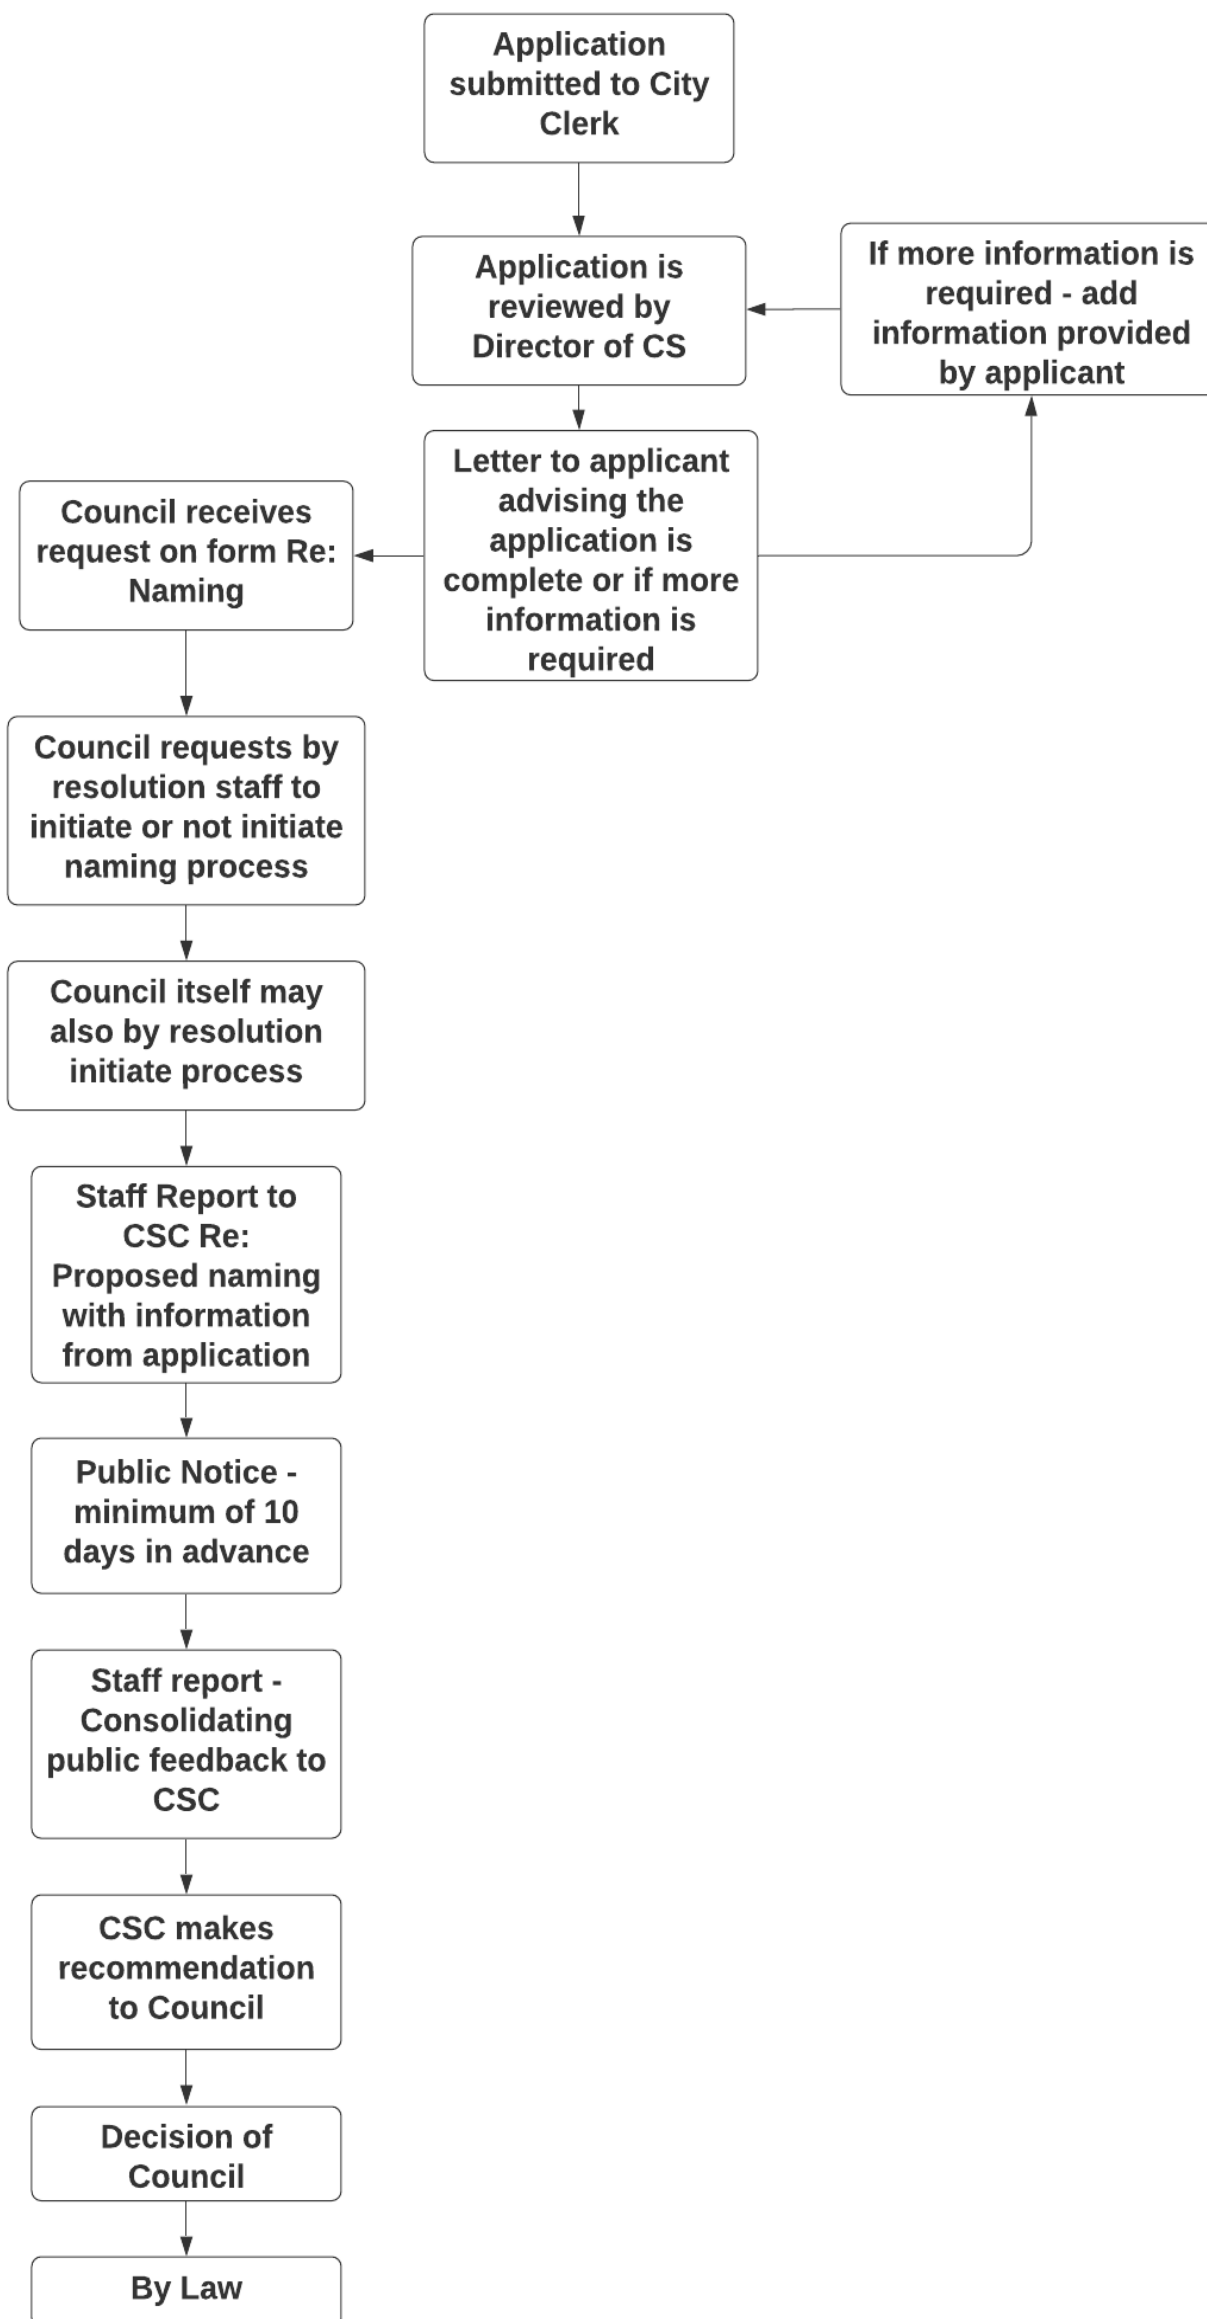 Application
submitted to City
Clerk
Application is
reviewed by
Director of CS
If more information is
required - add
information provided
by applicant
Letter to applicant
advising the
application is
complete or if more
information is
required
Council receives
request on form Re:
Naming
Council requests by
resolution staff to
initiate or not initiate
naming process
Council itself may
also by resolution
initiate process
Staff Report to
CSC Re:
Proposed naming
with information
from application
Public Notice -
minimum of 10
days in advance
Staff report -
Consolidating
public feedback to
CSC
CSC makes
recommendation
to Council
Decision of
Council
By Law